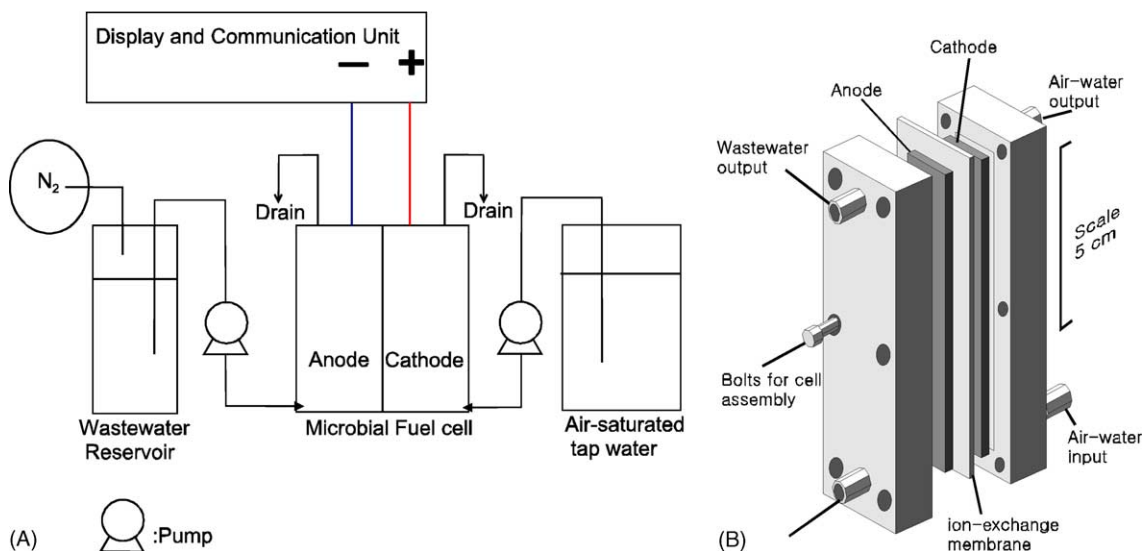 Display and Communication Unit
− +
N2
Drain
Drain
Anode
Cathode
Wastewater
Reservoir
Microbial Fuel cell
Air-saturated
tap water
(A)
:Pump
Cathode
Anode
Air-water
output
Wastewater
output
Scale
5 cm
Bolts for cell
assembly
Air-water
input
ion-exchange
membrane
(B)